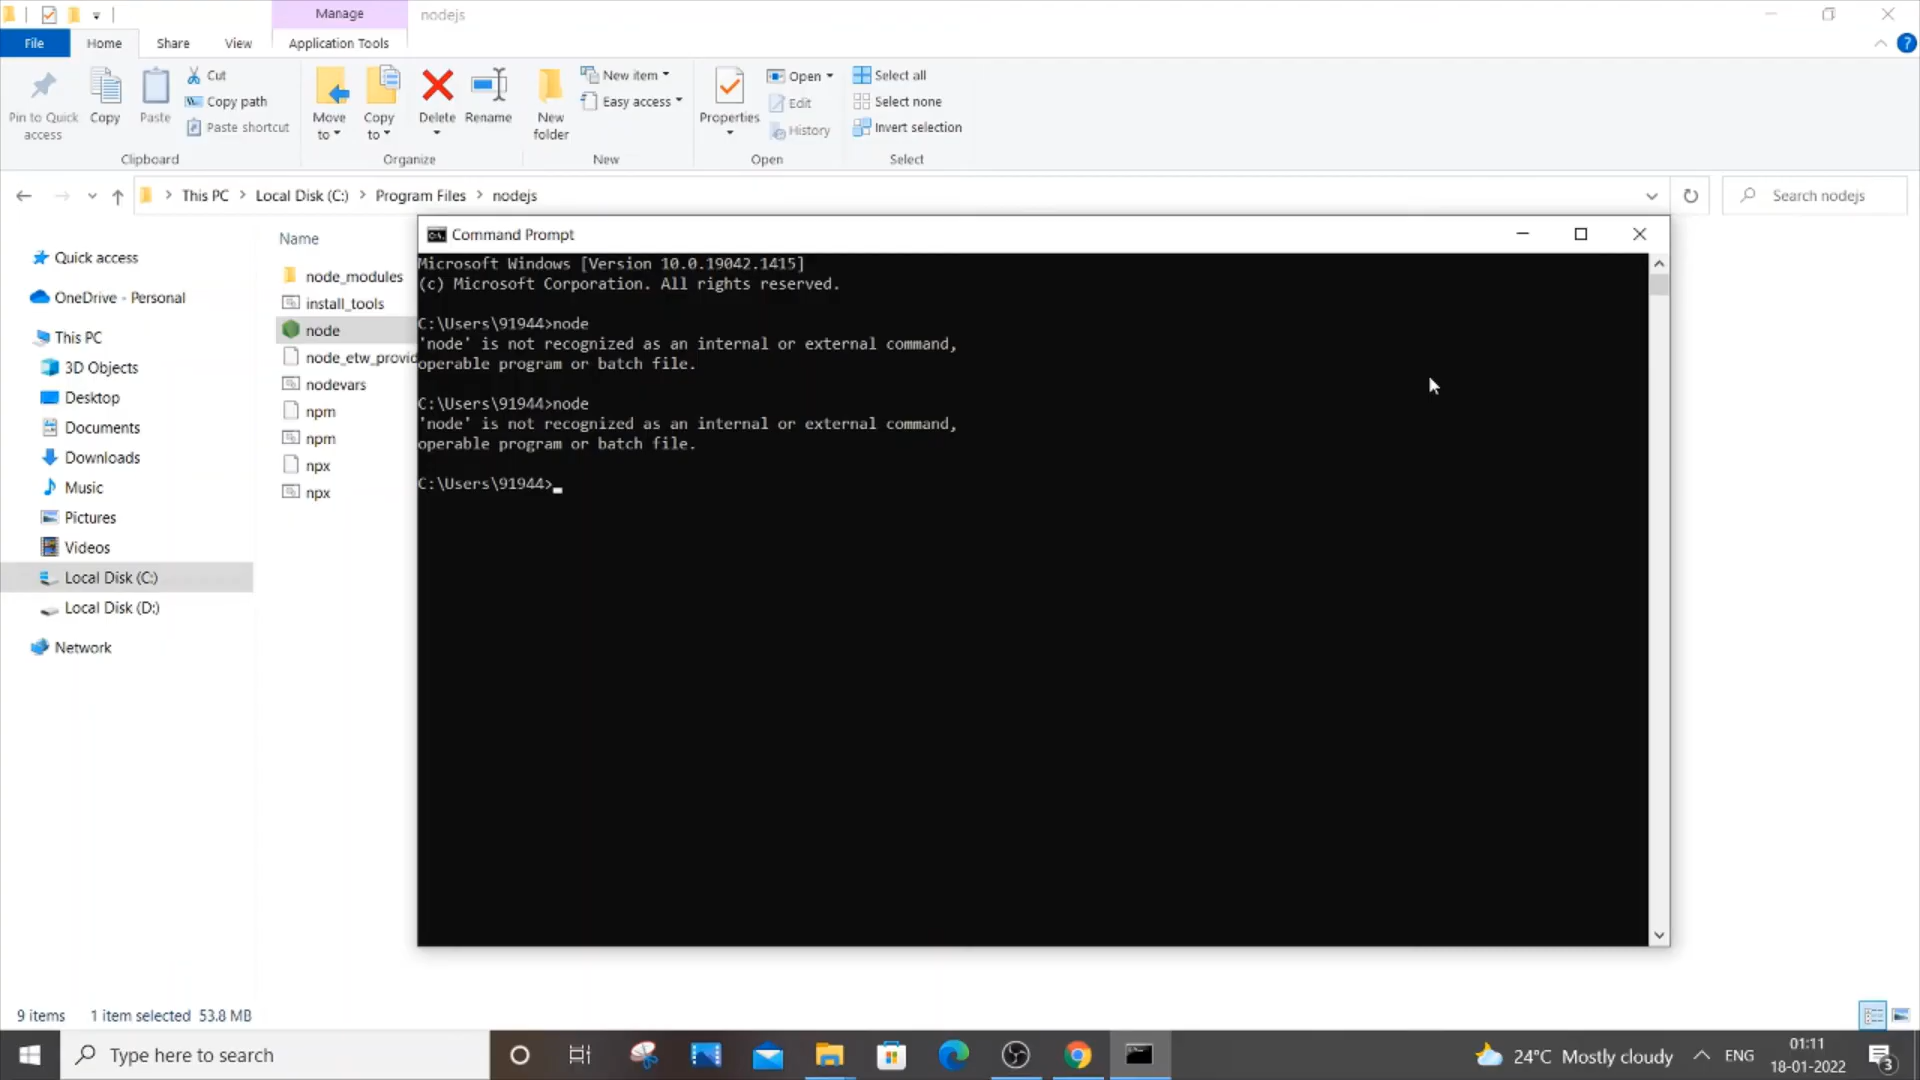 Manage
nodejs
File
Home
Share
View
Application Tools
Pin to Quick
access
Copy
Paste
Cut
Copy path
Paste shortcut
Clipboard
Move
to
Copy
to
Delete
Rename
Organize
New
folder
New item
Easy access
New
Properties
Open
Edit
History
Open
Select all
Select none
Invert selection
Select
This PC > Local Disk (C:) > Program Files > nodejs
Search nodejs
Quick access
OneDrive - Personal
This PC
3D Objects
Desktop
Documents
Downloads
Music
Pictures
Videos
Local Disk (C:)
Local Disk (D:)
Network
Name
node_modules
install_tools
node
node_etw_provid
nodevars
npm
npm
npx
npx
Command Prompt
Microsoft Windows [Version 10.0.19042.1415]
(c) Microsoft Corporation. All rights reserved.
C:\Users\91944>node
'node' is not recognized as an internal or external command,
operable program or batch file.
C:\Users\91944>node
'node' is not recognized as an internal or external command,
operable program or batch file.
C:\Users\91944>
9 items
1 item selected 53.8 MB
Type here to search
24°C Mostly cloudy
ENG
01:11
18-01-2022
3